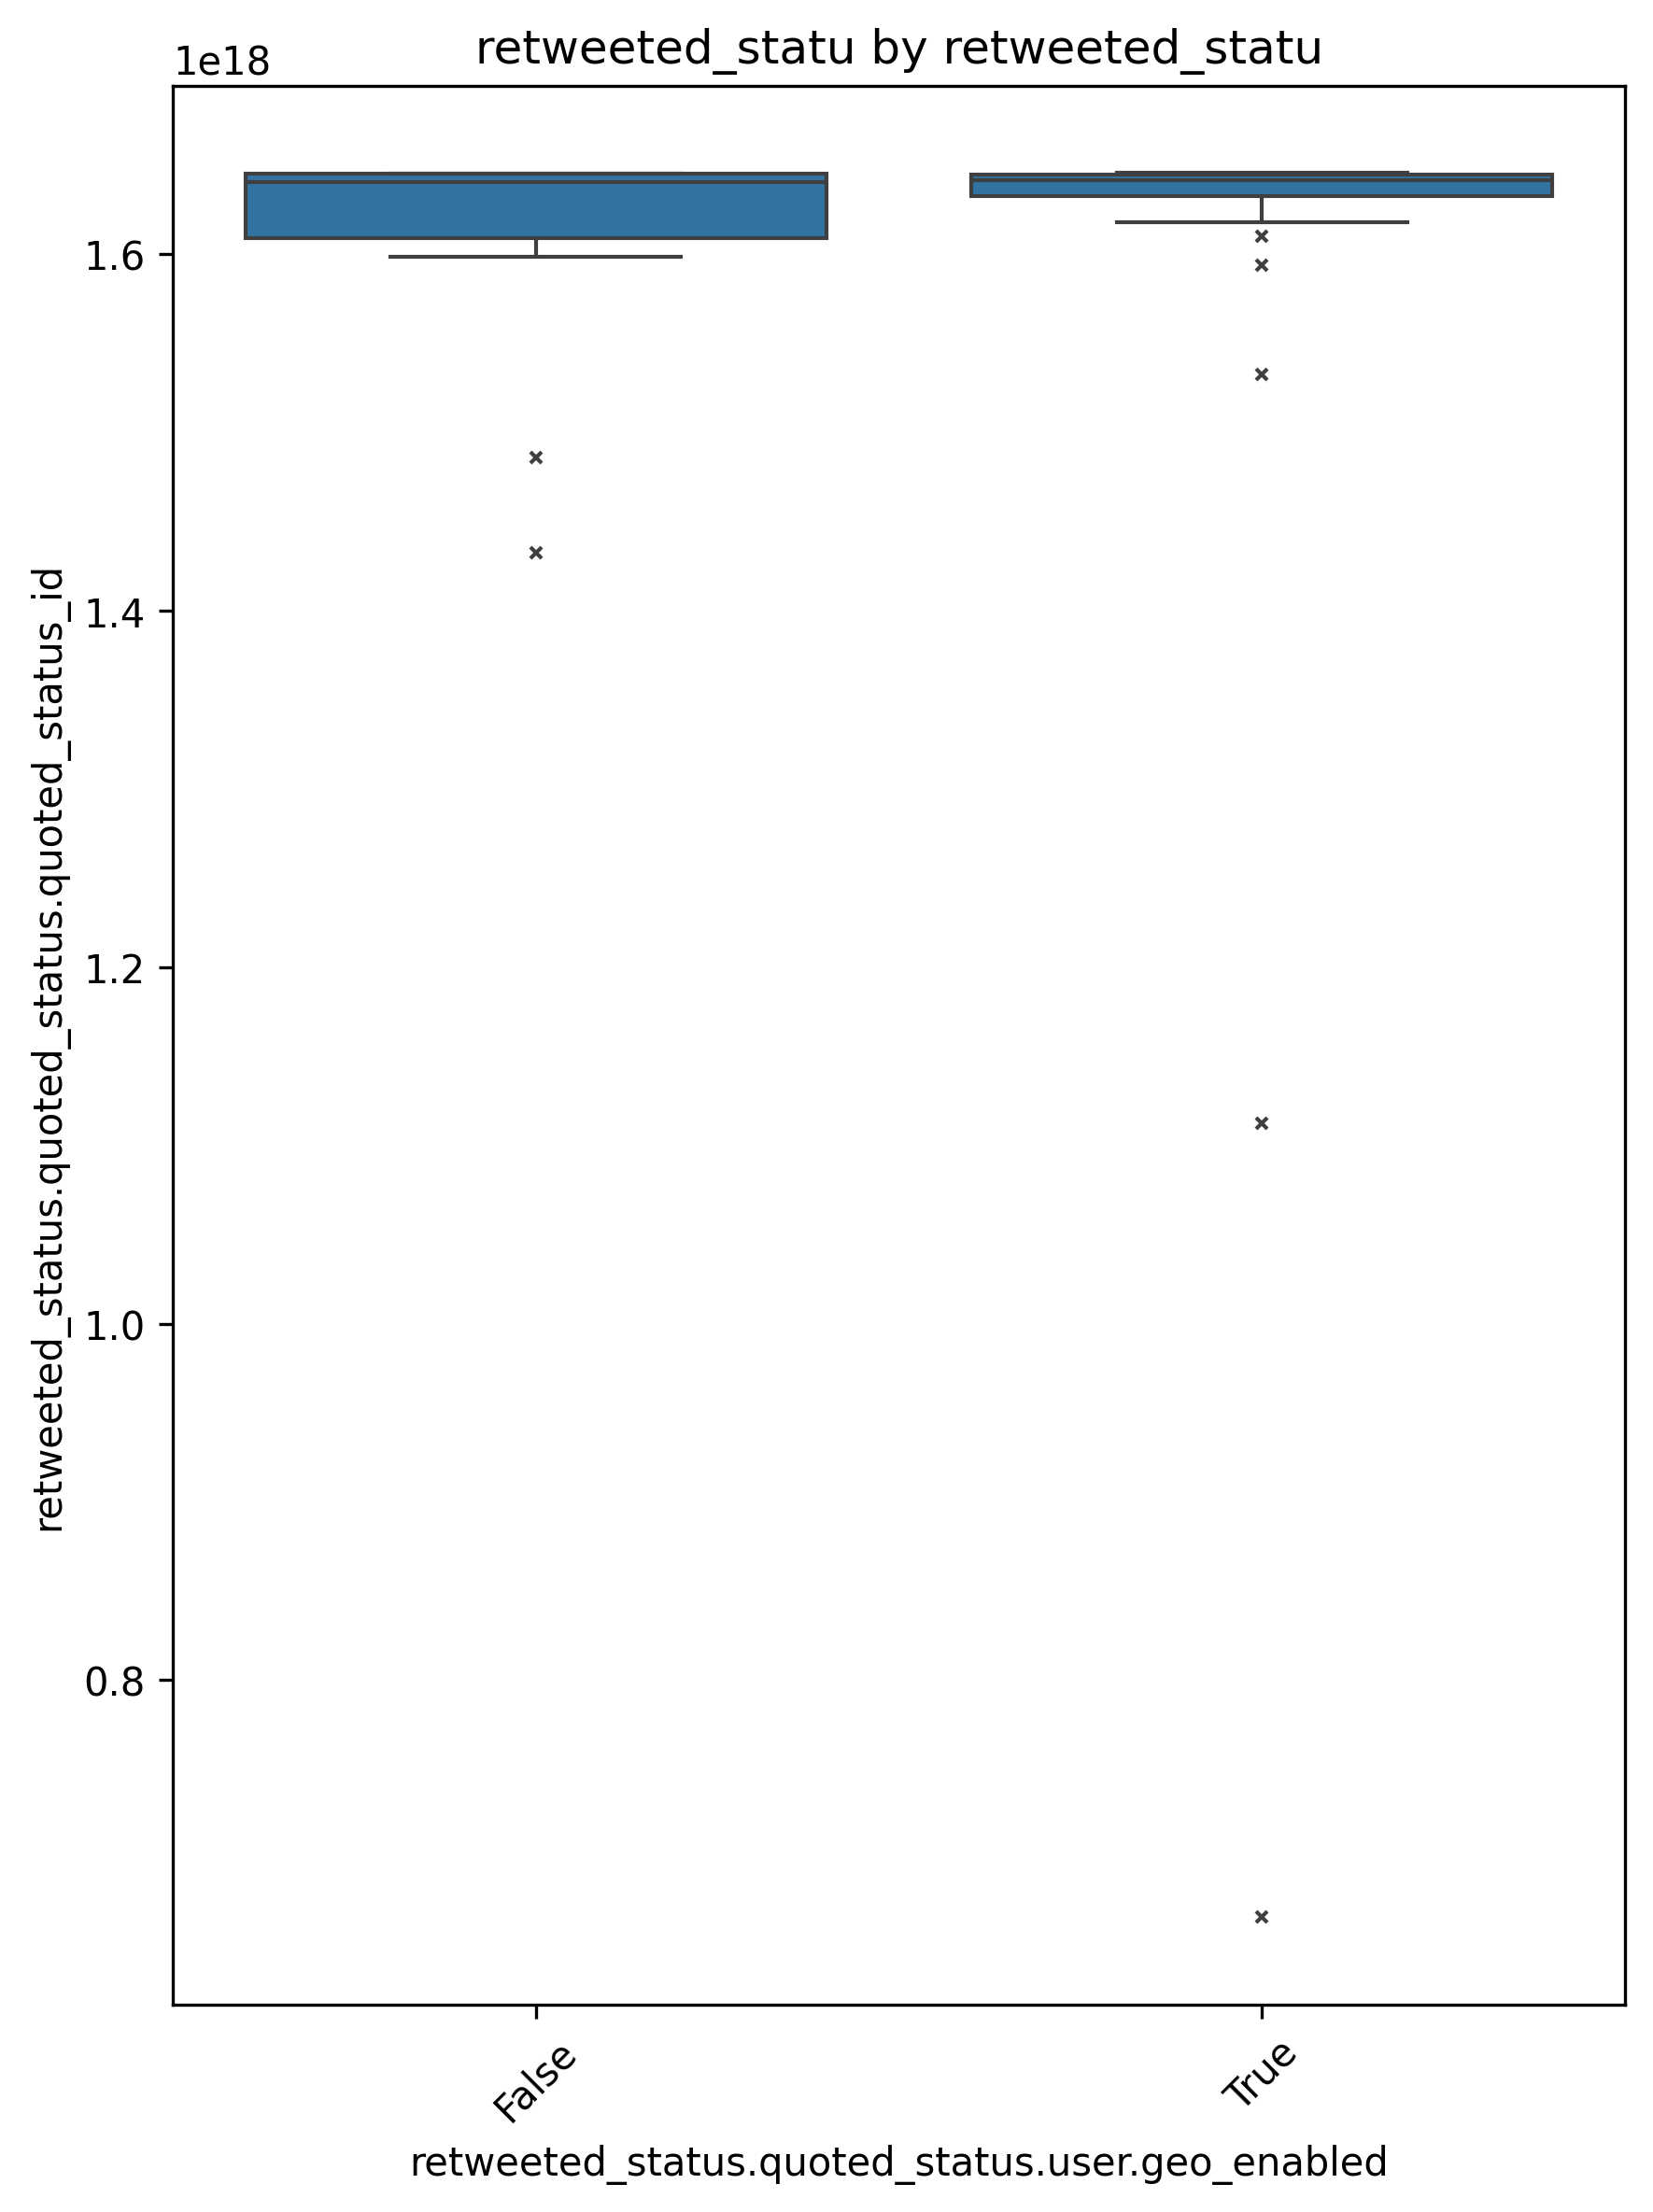 retweeted_statu by retweeted_statu
1e18
1.6
1.4
1.2
1.0
0.8
retweeted_status.quoted_status.quoted_status_id
False
True
retweeted_status.quoted_status.user.geo_enabled